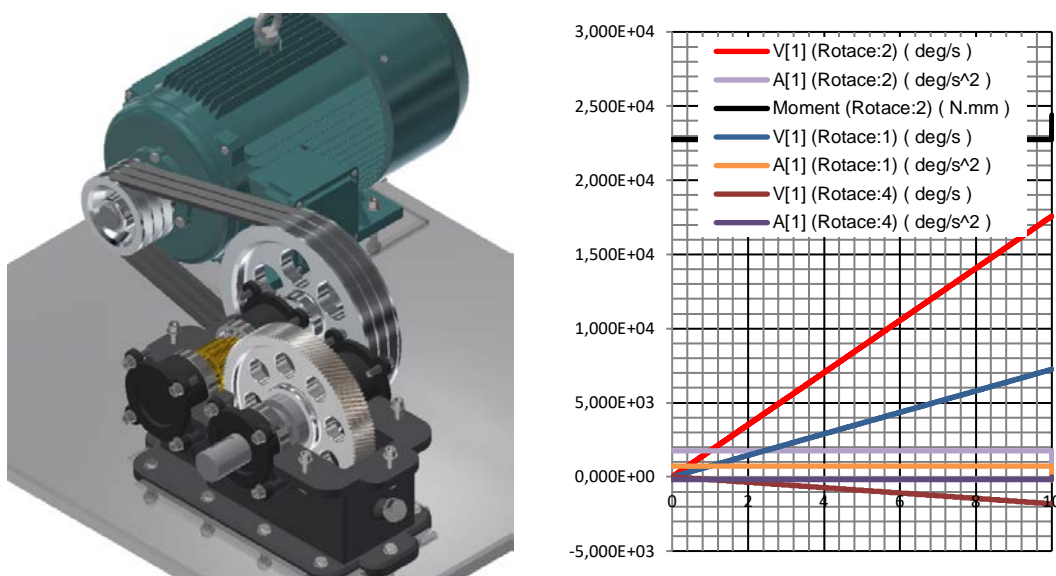 3,000E+04
V[1] (Rotace:2) ( deg/s )
A[1] (Rotace:2) ( deg/s^2 )
2,500E+04
Moment (Rotace:2) ( N.mm )
V[1] (Rotace:1) ( deg/s )
2,000E+04
A[1] (Rotace:1) ( deg/s^2 )
V[1] (Rotace:4) ( deg/s )
A[1] (Rotace:4) ( deg/s^2 )
1,500E+04
1,000E+04
5,000E+03
0,000E+00
0 2 4 6 8 10
-5,000E+03